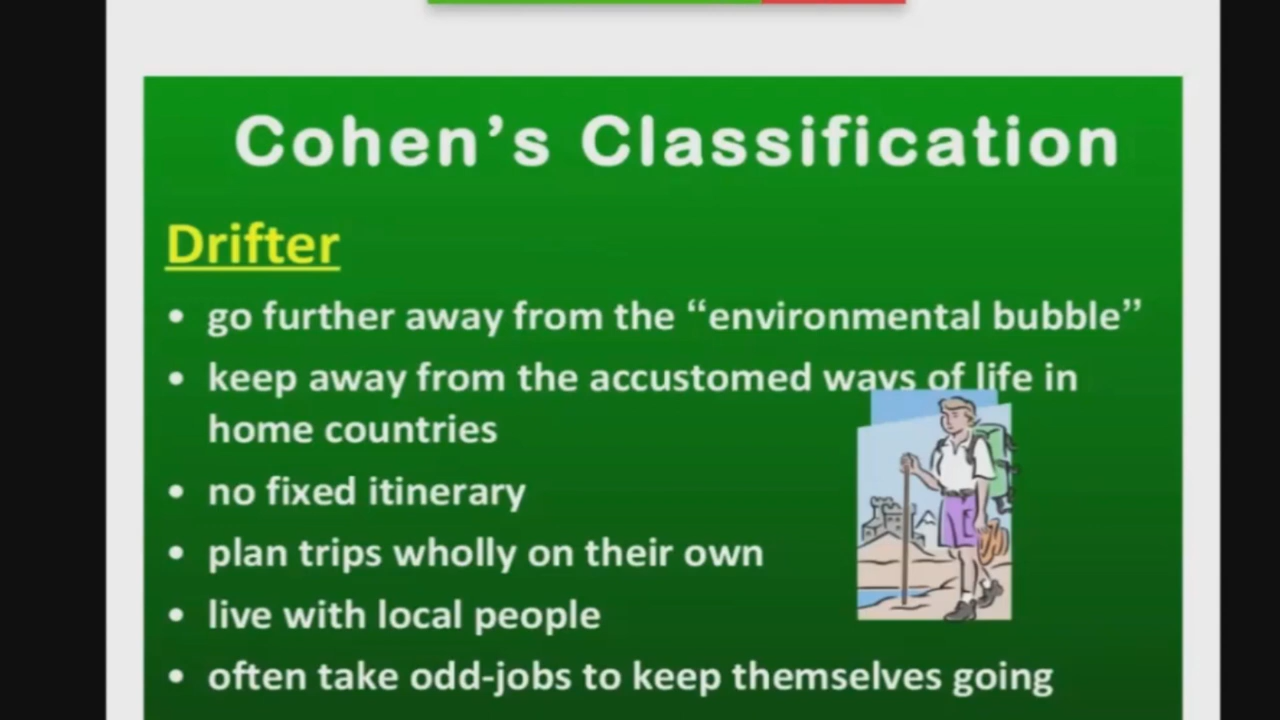 Cohen’s Classification
Drifter
• go further away from the “environmental bubble”
• keep away from the accustomed ways of life in
home countries
• no fixed itinerary
• plan trips wholly on their own
• live with local people
• often take odd-jobs to keep themselves going